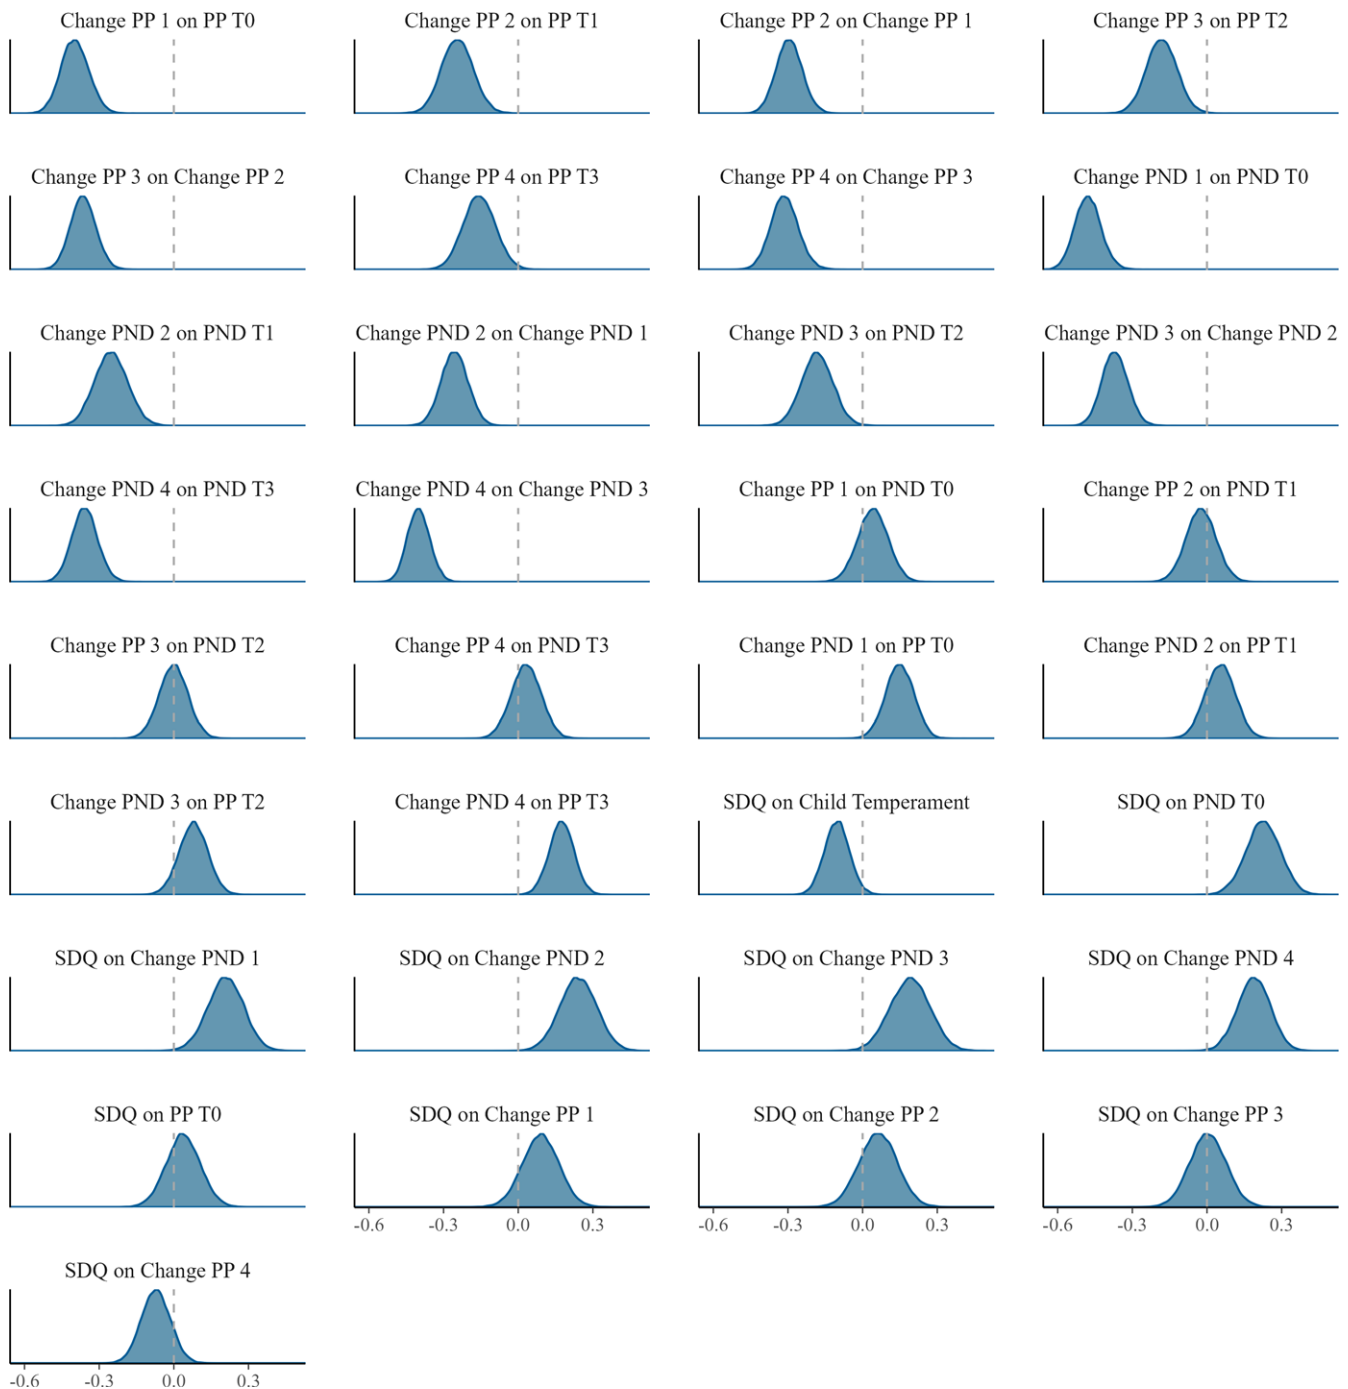 Change PP 1 on PP T0
Change PP 2 on PP T1
Change PP 2 on Change PP 1
Change PP 3 on PP T2
Change PP 3 on Change PP 2
Change PP 4 on PP T3
Change PP 4 on Change PP 3
Change PND 1 on PND T0
Change PND 2 on PND T1
Change PND 2 on Change PND 1
Change PND 3 on PND T2
Change PND 3 on Change PND 2
Change PND 4 on PND T3
Change PND 4 on Change PND 3
Change PP 1 on PND T0
Change PP 2 on PND T1
Change PP 3 on PND T2
Change PP 4 on PND T3
Change PND 1 on PP T0
Change PND 2 on PP T1
Change PND 3 on PP T2
Change PND 4 on PP T3
SDQ on Child Temperament
SDQ on PND T0
SDQ on Change PND 1
SDQ on Change PND 2
SDQ on Change PND 3
SDQ on Change PND 4
SDQ on PP T0
SDQ on Change PP 1
SDQ on Change PP 2
SDQ on Change PP 3
-0.6 -0.3 0.0 0.3
-0.6 -0.3 0.0 0.3
-0.6 -0.3 0.0 0.3
SDQ on Change PP 4
-0.6 -0.3 0.0 0.3